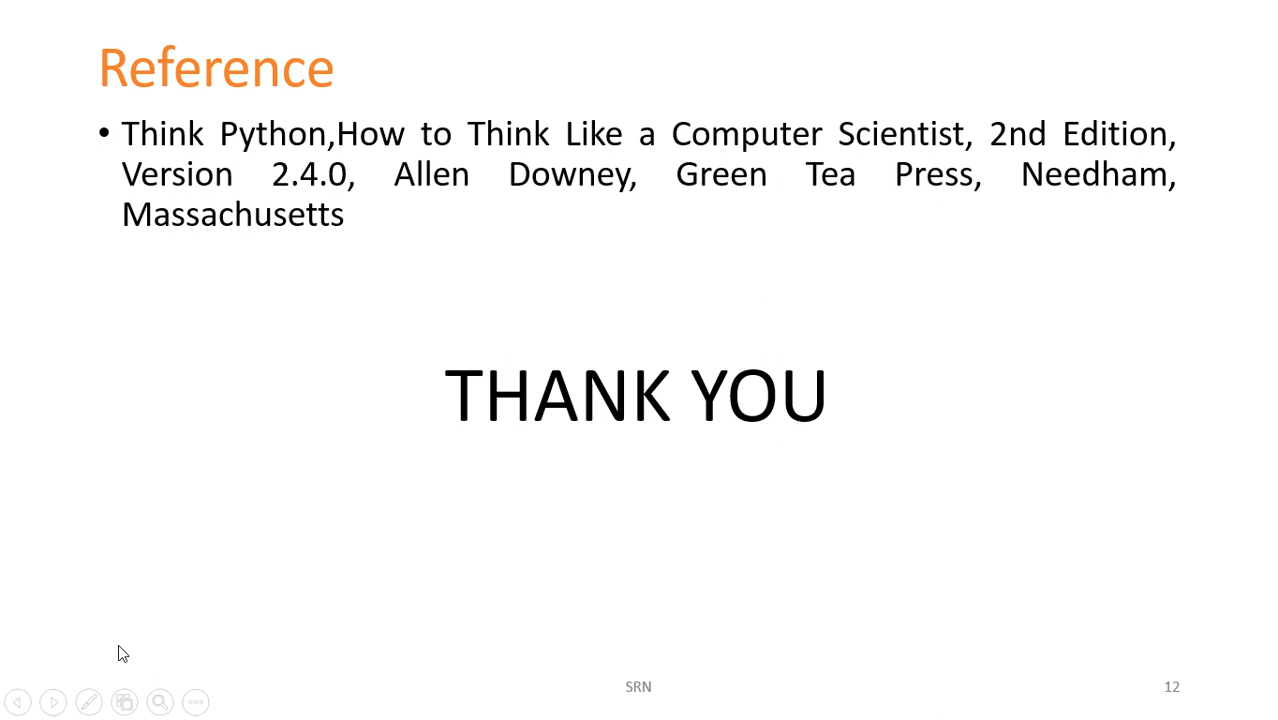 Reference
• Think Python,How to Think Like a Computer Scientist, 2nd Edition,
Version 2.4.0, Allen Downey, Green Tea Press, Needham,
Massachusetts
THANK YOU
SRN
12